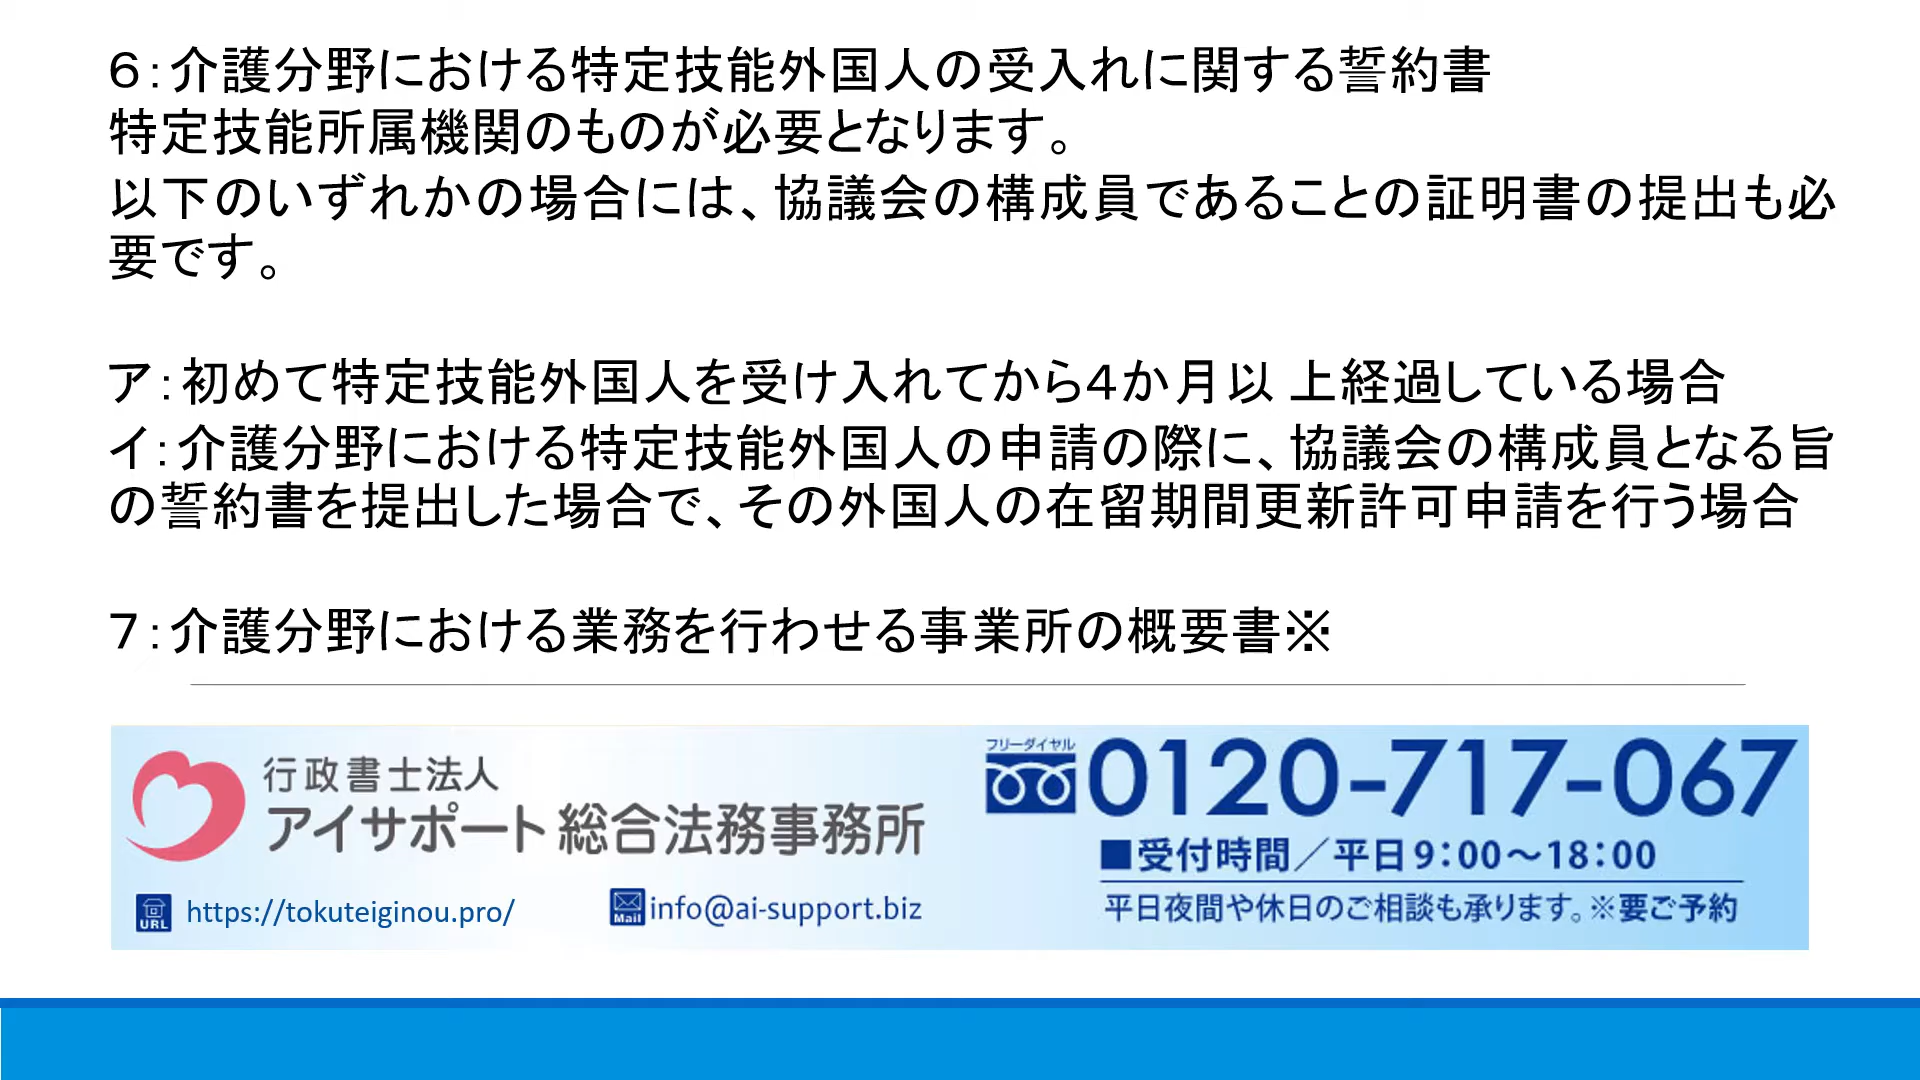 ６：介護分野における特定技能外国人の受入れに関する誓約書
特定技能所属機関のものが必要となります。
以下のいずれかの場合には、協議会の構成員であることの証明書の提出も必
要です。
ア：初めて特定技能外国人を受け入れてから４か月以 上経過している場合
イ：介護分野における特定技能外国人の申請の際に、協議会の構成員となる旨
の誓約書を提出した場合で、その外国人の在留期間更新許可申請を行う場合
７：介護分野における業務を行わせる事業所の概要書※
行政書士法人
アイサポート総合法務事務所
URL https://tokuteiginou.pro/
Mail info@ai-support.biz
フリーダイヤル
0120-717-067
■受付時間／平日9：00～18：00
平日夜間や休日のご相談も承ります。※要ご予約